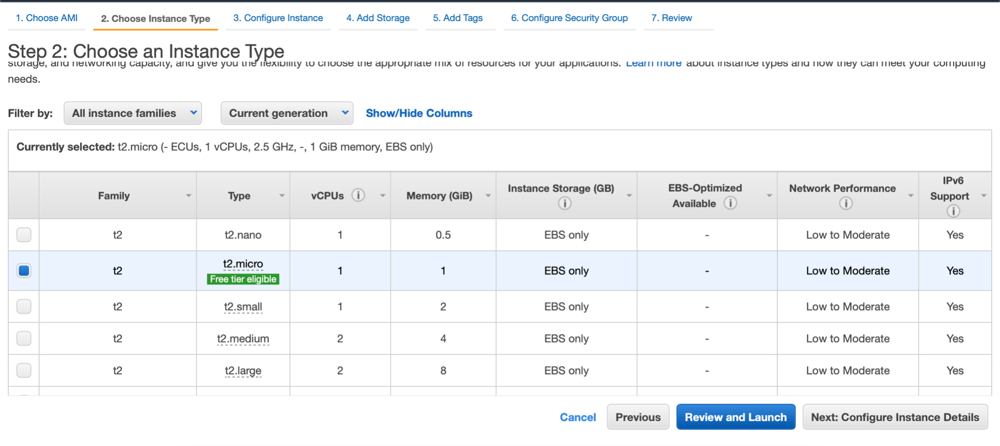 1. Choose AMI 2. Choose Instance Type 3. Configure Instance 4. Add Storage 5. Add Tags 6. Configure Security Group 7. Review
Step 2: Choose an Instance Type
storage, and networking capacity, and give you the flexibility to choose the appropriate mix of resources for your applications. Learn more about instance types and how they can meet your computing
needs.
Filter by: All instance families Current generation Show/Hide Columns
Currently selected: t2.micro (- ECUs, 1 vCPUs, 2.5 GHz, -, 1 GiB memory, EBS only)
Family Type vCPUs Memory (GiB) Instance Storage (GB) EBS-Optimized Available Network Performance IPv6 Support
t2 t2.nano 1 0.5 EBS only - Low to Moderate Yes
t2 t2.micro Free tier eligible 1 1 EBS only - Low to Moderate Yes
t2 t2.small 1 2 EBS only - Low to Moderate Yes
t2 t2.medium 2 4 EBS only - Low to Moderate Yes
t2 t2.large 2 8 EBS only - Low to Moderate Yes
Cancel Previous Review and Launch Next: Configure Instance Details